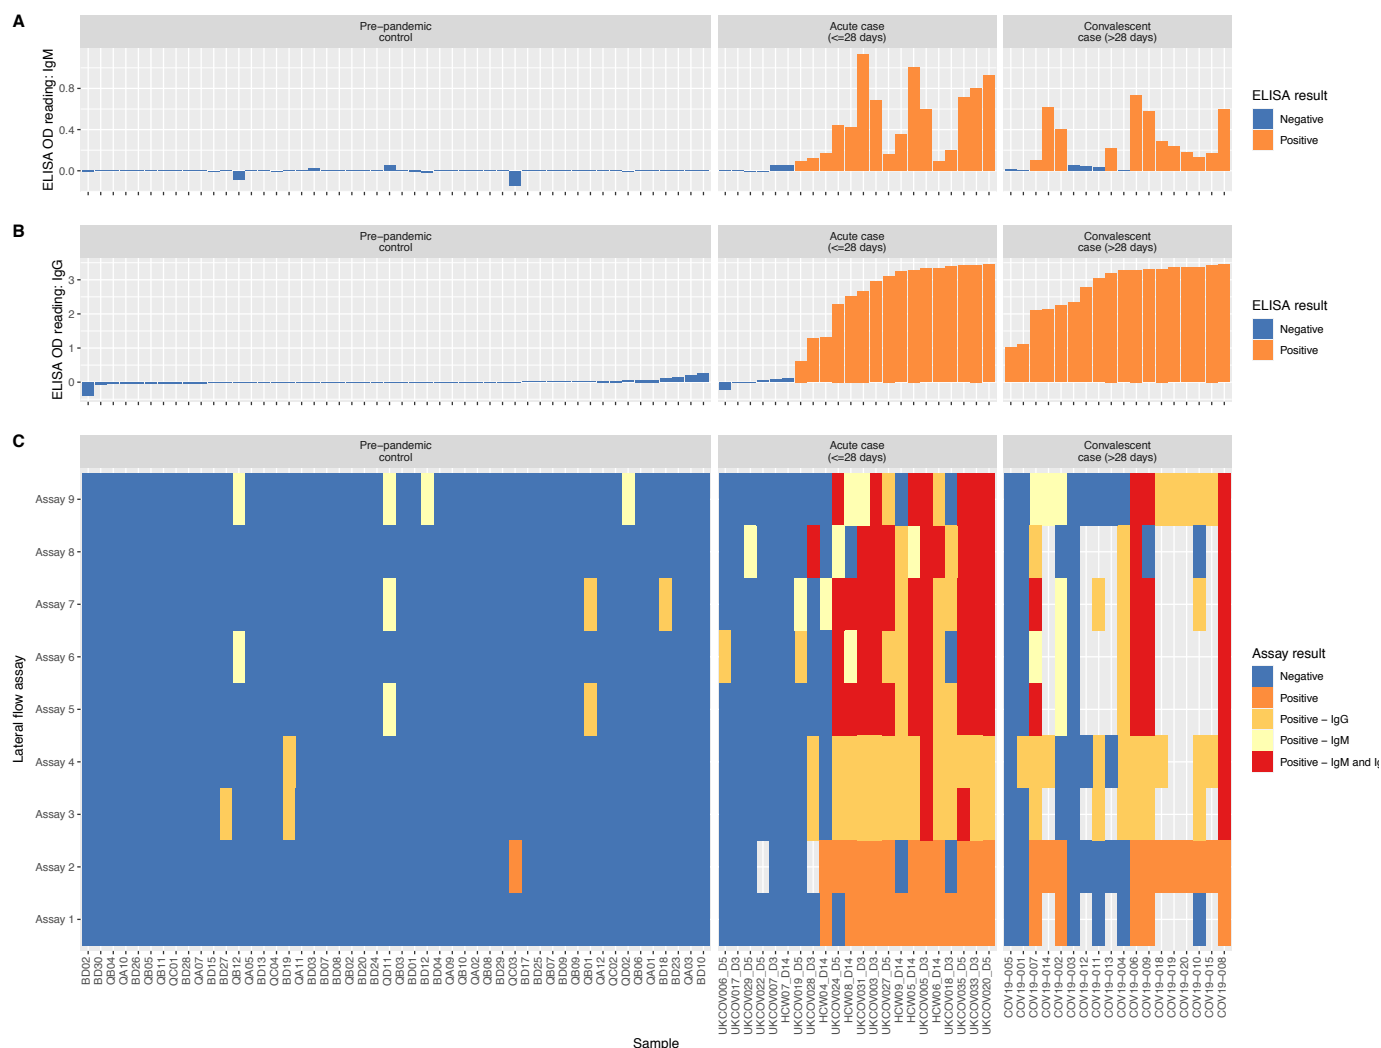 A
Pre−pandemic
control
Acute case
(<=28 days)
Convalescent
case (>28 days)
ELISA OD reading: IgM
0.8
0.4
0.0
ELISA result
Negative
Positive
B
Pre−pandemic
control
Acute case
(<=28 days)
Convalescent
case (>28 days)
ELISA OD reading: IgG
3
2
1
0
ELISA result
Negative
Positive
C
Pre−pandemic
control
Acute case
(<=28 days)
Convalescent
case (>28 days)
Lateral flow assay
Assay 9
Assay 8
Assay 7
Assay 6
Assay 5
Assay 4
Assay 3
Assay 2
Assay 1
Assay result
Negative
Positive
Positive − IgG
Positive − IgM
Positive − IgM and Ig
BD02
BD30
QB04
QA10
BD26
QB05
QB11
QC01
BD28
QA07
BD15
BD27
QB12
QA05
BD13
QC04
BD19
QA11
BD03
BD07
BD08
QB02
BD20
BD24
QD11
QB03
BD01
BD12
BD04
QA09
QB10
QA02
QB08
BD29
QC03
BD17
BD25
QB07
BD09
QB09
QB01
QA12
QC02
QD02
QB06
QA01
BD18
BD23
QA03
BD10
UKCOV006_D5
UKCOV017_D3
UKCOV029_D5
UKCOV022_D5
UKCOV007_D3
HCW07_D14
UKCOV019_D5
UKCOV028_D3
HCW04_D14
UKCOV024_D5
HCW08_D14
UKCOV031_D3
UKCOV003_D3
UKCOV027_D5
HCW09_D14
HCW05_D14
UKCOV005_D3
HCW06_D14
UKCOV018_D3
UKCOV035_D5
UKCOV033_D3
UKCOV020_D5
COV19−005
COV19−001
COV19−007
COV19−014
COV19−002
COV19−003
COV19−012
COV19−011
COV19−013
COV19−004
COV19−006
COV19−009
COV19−018
COV19−019
COV19−020
COV19−010
COV19−015
COV19−008
Sample